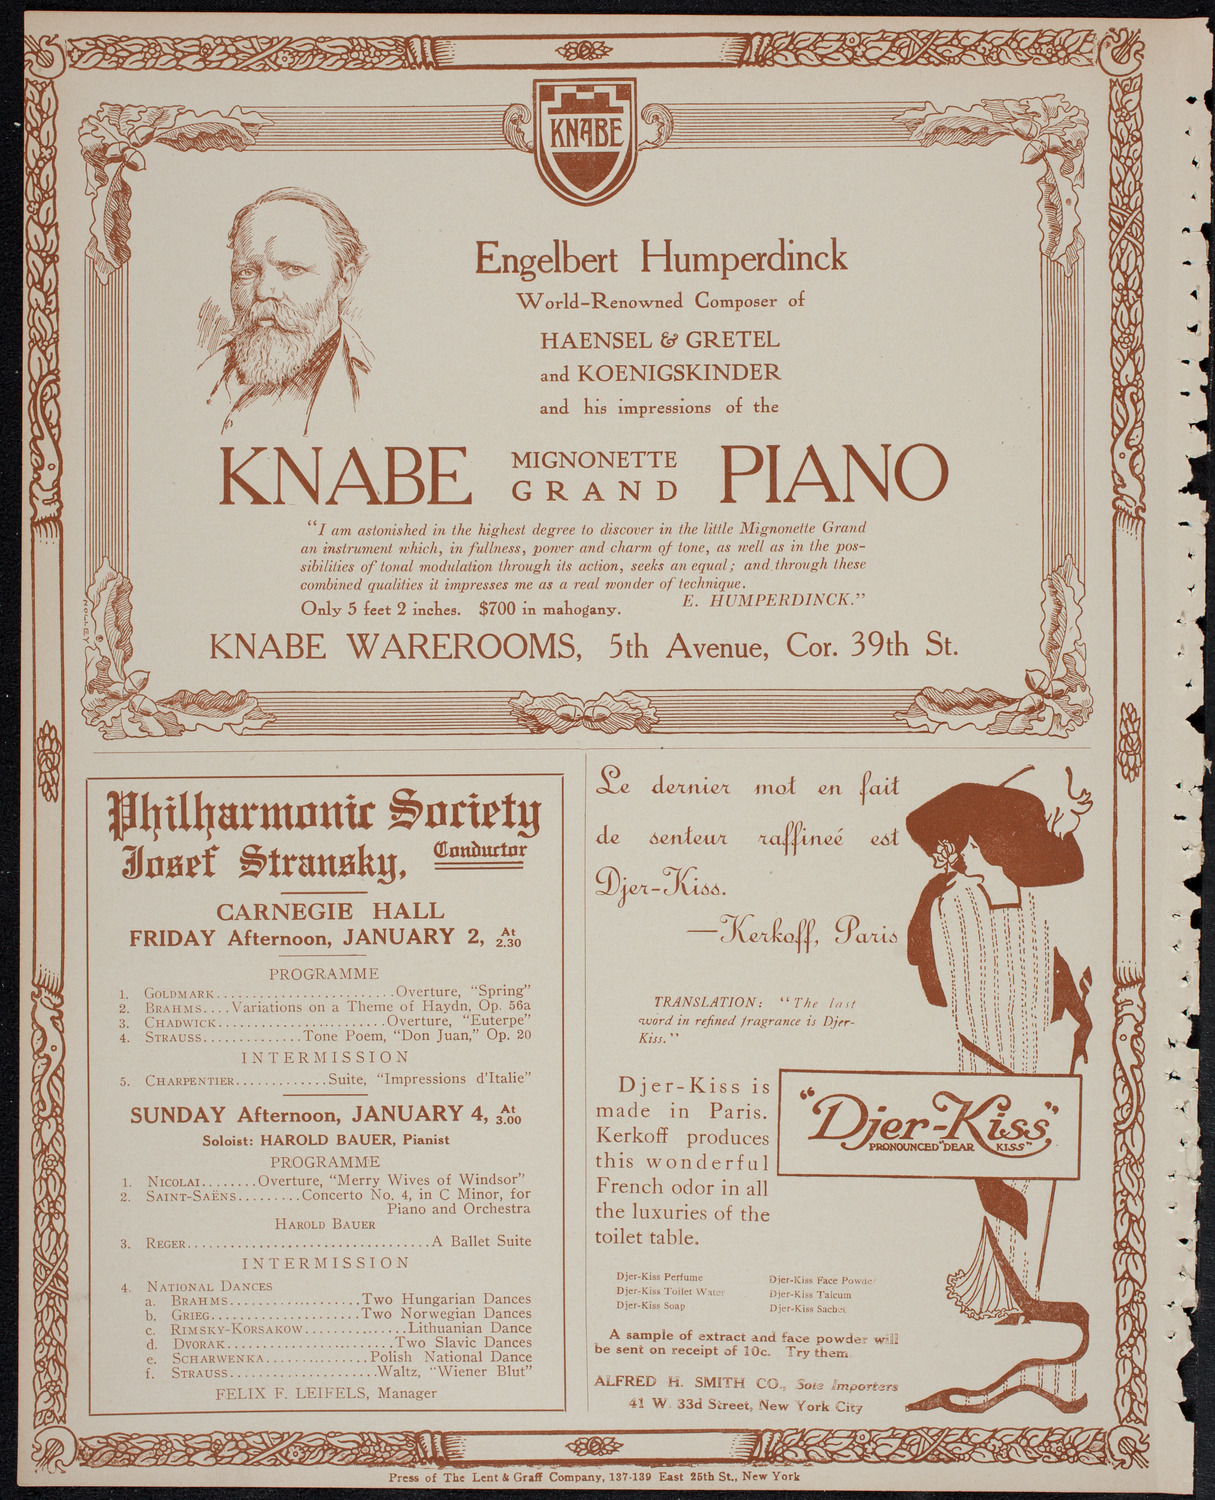 KNABE
Engelbert Humperdinck
World-Renowned Composer of
HAENSEL & GRETEL
and KOENIGSKINDER
and his impressions of the
KNABE MIGNONETTE GRAND PIANO
"I am astonished in the highest degree to discover in the little Mignonette Grand
an instrument which, in fullness, power and charm of tone, as well as in the pos-
sibilities of tonal modulation through its action, seeks an equal; and through these
combined qualities it impresses me as a real wonder of technique.
E. HUMPERDINCK."
Only 5 feet 2 inches. $700 in mahogany.
KNABE WAREROOMS, 5th Avenue, Cor. 39th St.
Philharmonic Society
Josef Stransky, Conductor
CARNEGIE HALL
FRIDAY Afternoon, JANUARY 2, At 2.30
PROGRAMME
1. GOLDMARK........................Overture, "Spring"
2. BRAHMS....Variations on a Theme of Haydn, Op. 56a
3. CHADWICK.......................Overture, "Euterpe"
4. STRAUSS.............Tone Poem, "Don Juan," Op. 20
INTERMISSION
5. CHARPENTIER.............Suite, "Impressions d'Italie"
SUNDAY Afternoon, JANUARY 4, At 3.00
Soloist: HAROLD BAUER, Pianist
PROGRAMME
1. NICOLAI........Overture, "Merry Wives of Windsor"
2. SAINT-SAËNS.........Concerto No. 4, in C Minor, for
Piano and Orchestra
HAROLD BAUER
3. REGER.................................A Ballet Suite
INTERMISSION
4. NATIONAL DANCES
a. BRAHMS...................Two Hungarian Dances
b. GRIEG.....................Two Norwegian Dances
c. RIMSKY-KORSAKOW...............Lithuanian Dance
d. DVORAK........................Two Slavic Dances
e. SCHARWENKA...............Polish National Dance
f. STRAUSS.....................Waltz, "Wiener Blut"
FELIX F. LEIFELS, Manager
Le dernier mot en fait
de senteur raffineé est
Djer-Kiss.
—Kerkoff, Paris
TRANSLATION: "The last
word in refined fragrance is Djer-
Kiss."
Djer-Kiss is
made in Paris.
Kerkoff produces
this wonderful
French odor in all
the luxuries of the
toilet table.
"Djer-Kiss"
PRONOUNCED "DEAR KISS"
Djer-Kiss Perfume
Djer-Kiss Toilet Water
Djer-Kiss Soap
Djer-Kiss Face Powder
Djer-Kiss Talcum
Djer-Kiss Sachet
A sample of extract and face powder will
be sent on receipt of 10c. Try them.
ALFRED H. SMITH CO., Sole Importers
41 W. 33d Street, New York City
Press of The Lent & Graff Company, 137-139 East 25th St., New York